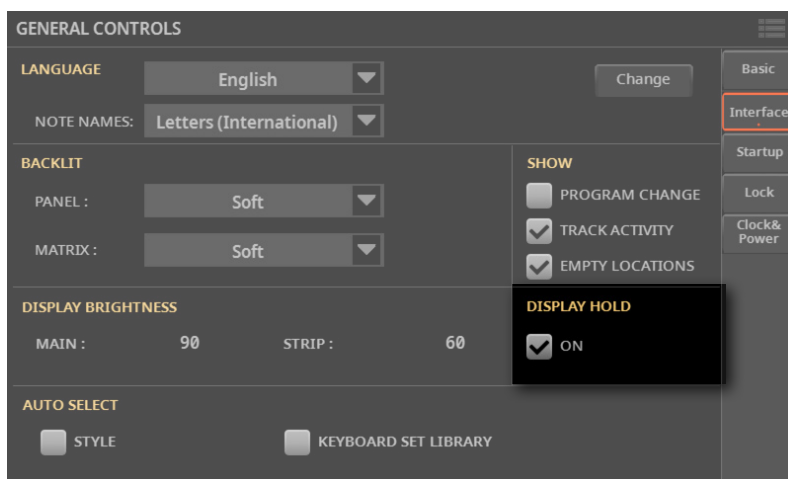 GENERAL CONTROLS
LANGUAGE
English
Change
NOTE NAMES:
Letters (International)
BACKLIT
PANEL :
Soft
MATRIX :
Soft
SHOW
PROGRAM CHANGE
TRACK ACTIVITY
EMPTY LOCATIONS
DISPLAY BRIGHTNESS
MAIN :
90
STRIP :
60
DISPLAY HOLD
ON
AUTO SELECT
STYLE
KEYBOARD SET LIBRARY
Basic
Interface
Startup
Lock
Clock&
Power